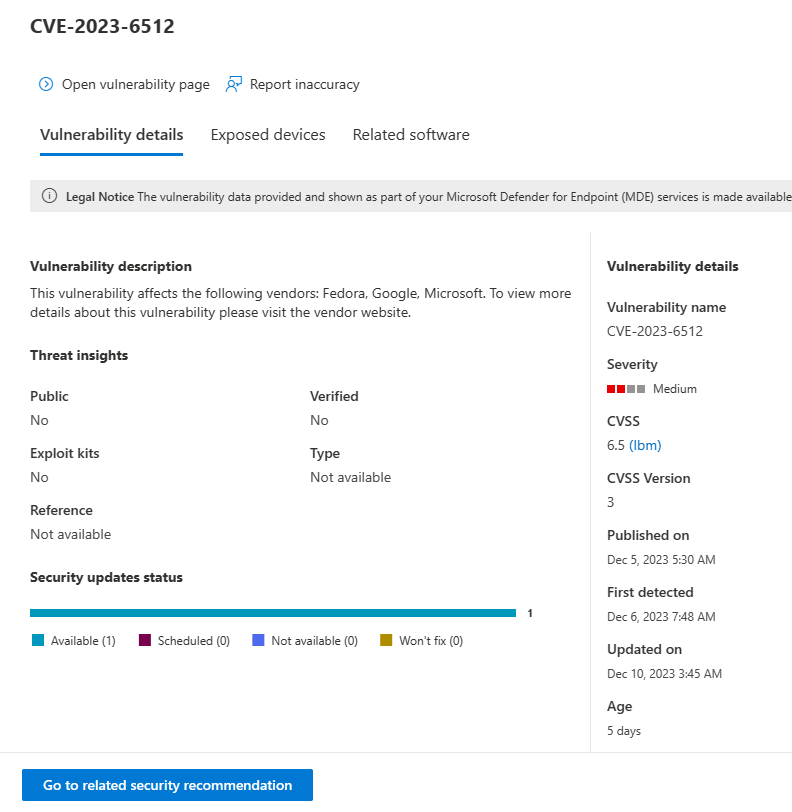 CVE-2023-6512
Open vulnerability page
Report inaccuracy
Vulnerability details
Exposed devices
Related software
Legal Notice The vulnerability data provided and shown as part of your Microsoft Defender for Endpoint (MDE) services is made available
Vulnerability description
This vulnerability affects the following vendors: Fedora, Google, Microsoft. To view more
details about this vulnerability please visit the vendor website.
Threat insights
Public
No
Verified
No
Exploit kits
No
Type
Not available
Reference
Not available
Security updates status
1
Available (1)
Scheduled (0)
Not available (0)
Won't fix (0)
Vulnerability details
Vulnerability name
CVE-2023-6512
Severity
Medium
CVSS
6.5 (Ibm)
CVSS Version
3
Published on
Dec 5, 2023 5:30 AM
First detected
Dec 6, 2023 7:48 AM
Updated on
Dec 10, 2023 3:45 AM
Age
5 days
Go to related security recommendation